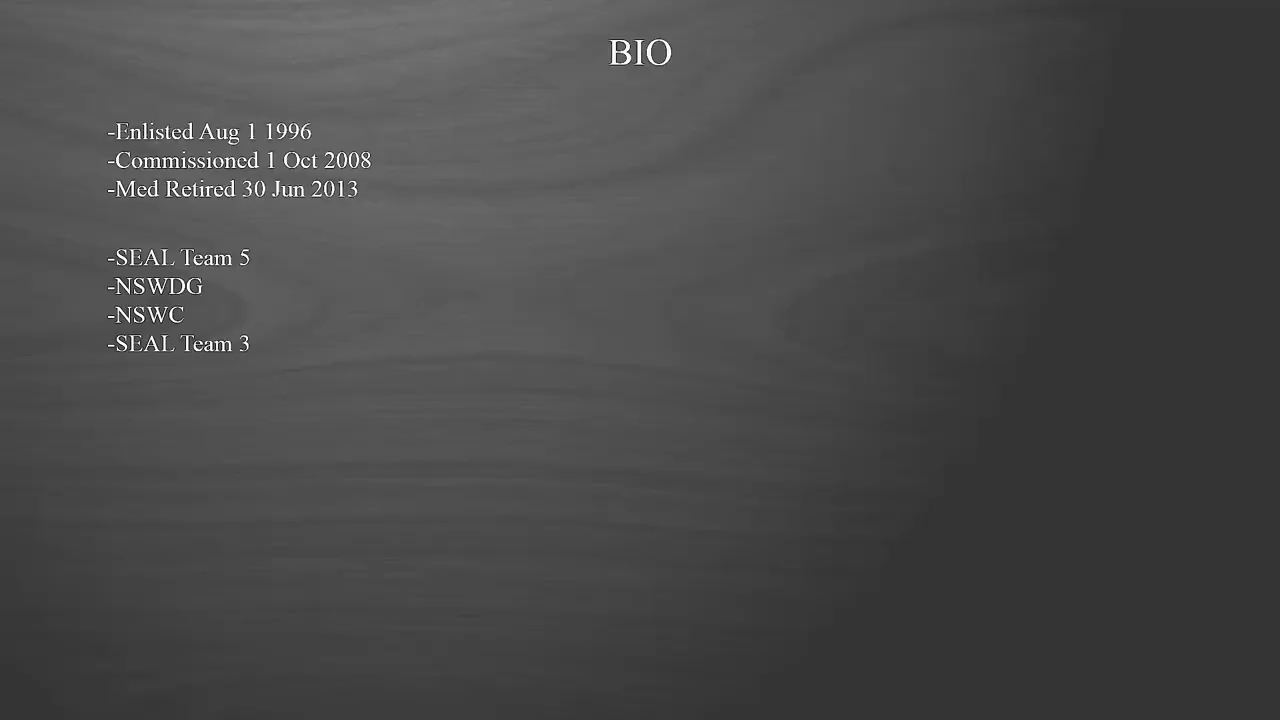 BIO
-Enlisted Aug 1 1996
-Commissioned 1 Oct 2008
-Med Retired 30 Jun 2013
-SEAL Team 5
-NSWDG
-NSWC
-SEAL Team 3